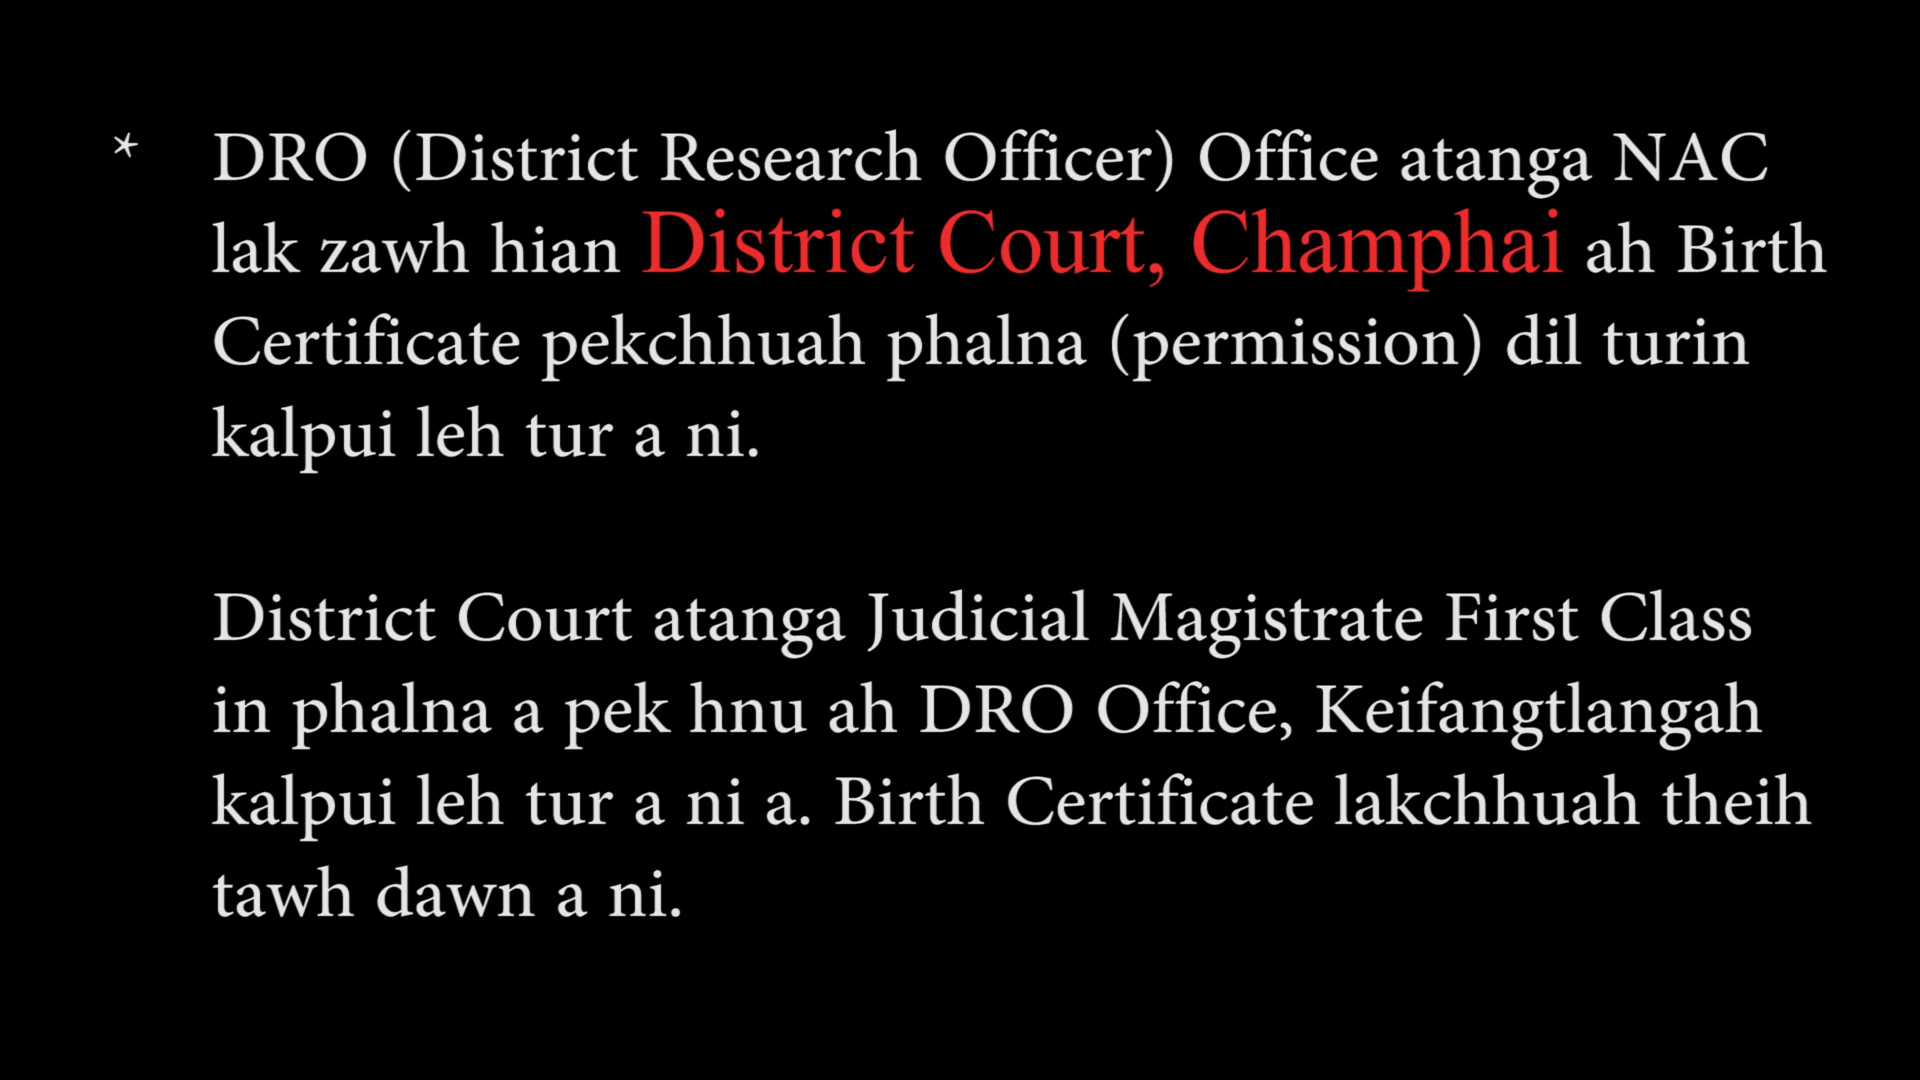 * DRO (District Research Officer) Office atanga NAC
lak zawh hian District Court, Champhai ah Birth
Certificate pekchhuah phalna (permission) dil turin
kalpui leh tur a ni.
District Court atanga Judicial Magistrate First Class
in phalna a pek hnu ah DRO Office, Keifangtlangah
kalpui leh tur a ni a. Birth Certificate lakchhuah theih
tawh dawn a ni.